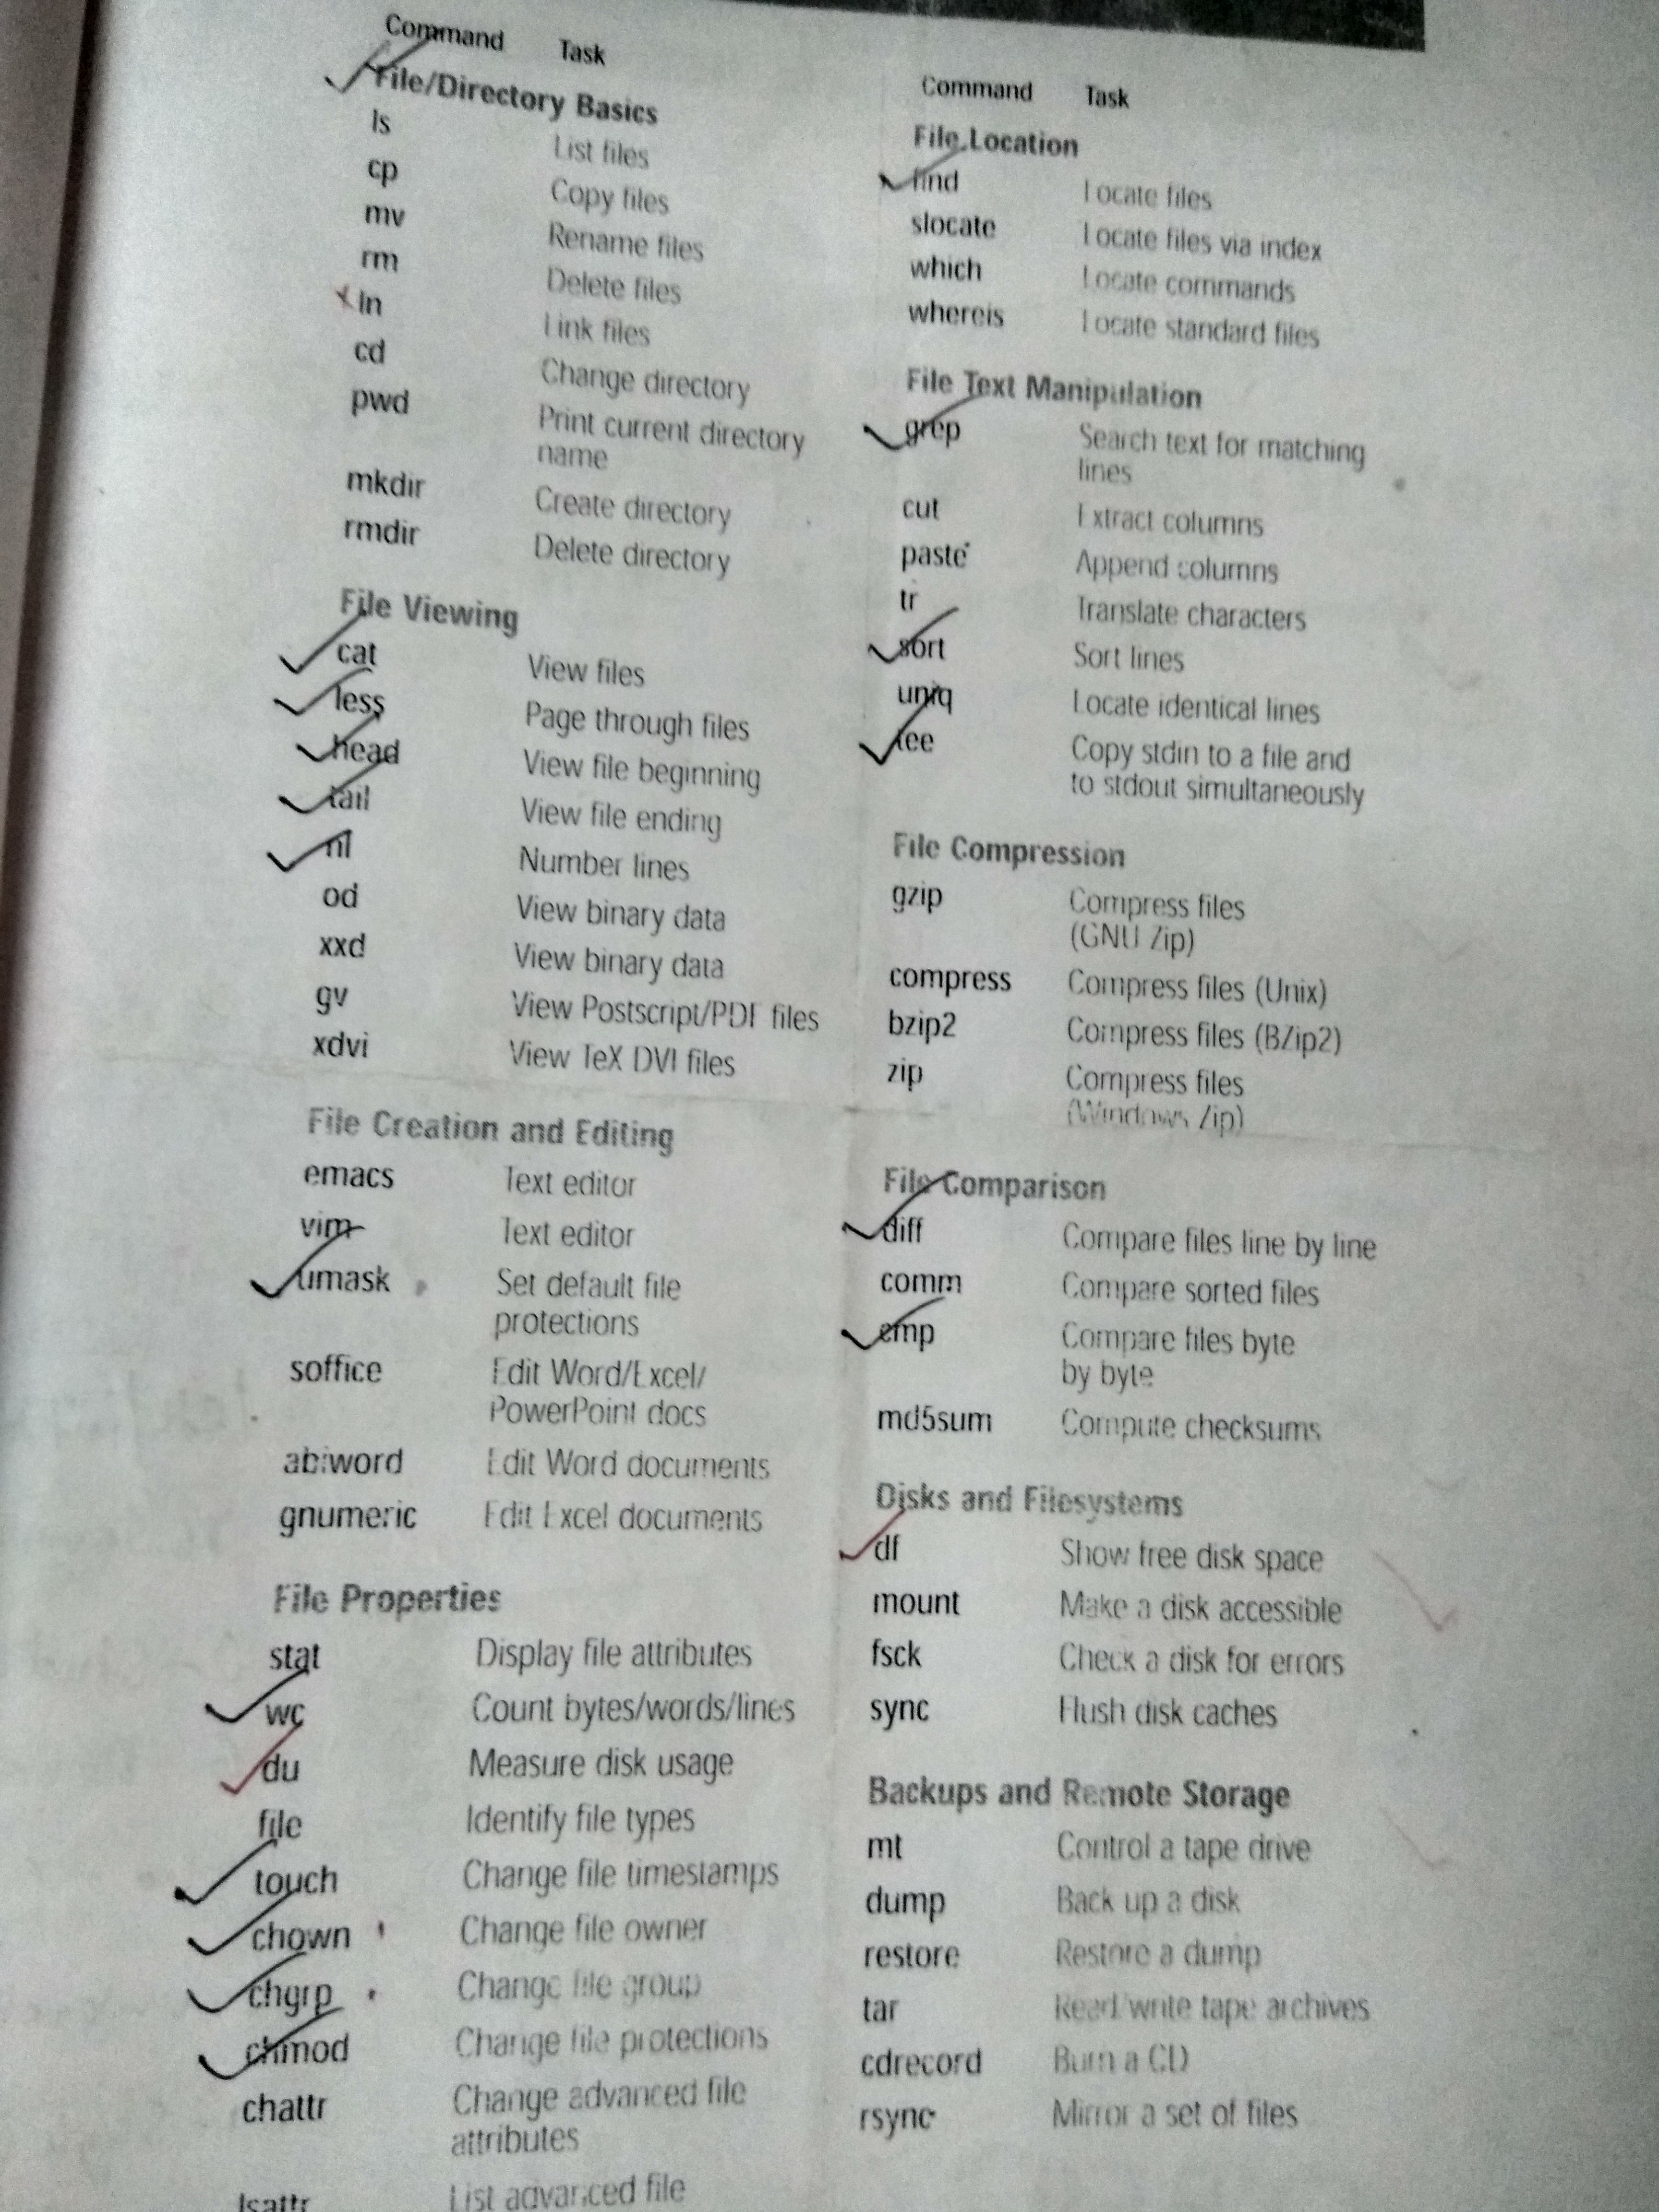 Command Task
File/Directory Basics
ls List files
cp Copy files
mv Rename files
rm Delete files
ln Link files
cd Change directory
pwd Print current directory
name
mkdir Create directory
rmdir Delete directory
File Viewing
cat View files
less Page through files
head View file beginning
tail View file ending
nl Number lines
od View binary data
xxd View binary data
gv View Postscript/PDF files
xdvi View TeX DVI files
File Creation and Editing
emacs Text editor
vim Text editor
umask Set default file
protections
soffice Edit Word/Excel/
PowerPoint docs
abiword Edit Word documents
gnumeric Edit Excel documents
File Properties
stat Display file attributes
wc Count bytes/words/lines
du Measure disk usage
file Identify file types
touch Change file timestamps
chown Change file owner
chgrp Change file group
chmod Change file protections
chattr Change advanced file
attributes
lsattr List advanced file
Command Task
File Location
find Locate files
slocate Locate files via index
which Locate commands
whereis Locate standard files
File Text Manipulation
grep Search text for matching
lines
cut Extract columns
paste Append columns
tr Translate characters
sort Sort lines
uniq Locate identical lines
tee Copy stdin to a file and
to stdout simultaneously
File Compression
gzip Compress files
(GNU Zip)
compress Compress files (Unix)
bzip2 Compress files (BZip2)
zip Compress files
(Windows Zip)
File Comparison
diff Compare files line by line
comm Compare sorted files
cmp Compare files byte
by byte
md5sum Compute checksums
Disks and Filesystems
df Show free disk space
mount Make a disk accessible
fsck Check a disk for errors
sync Flush disk caches
Backups and Remote Storage
mt Control a tape drive
dump Back up a disk
restore Restore a dump
tar Read/write tape archives
cdrecord Burn a CD
rsync Mirror a set of files